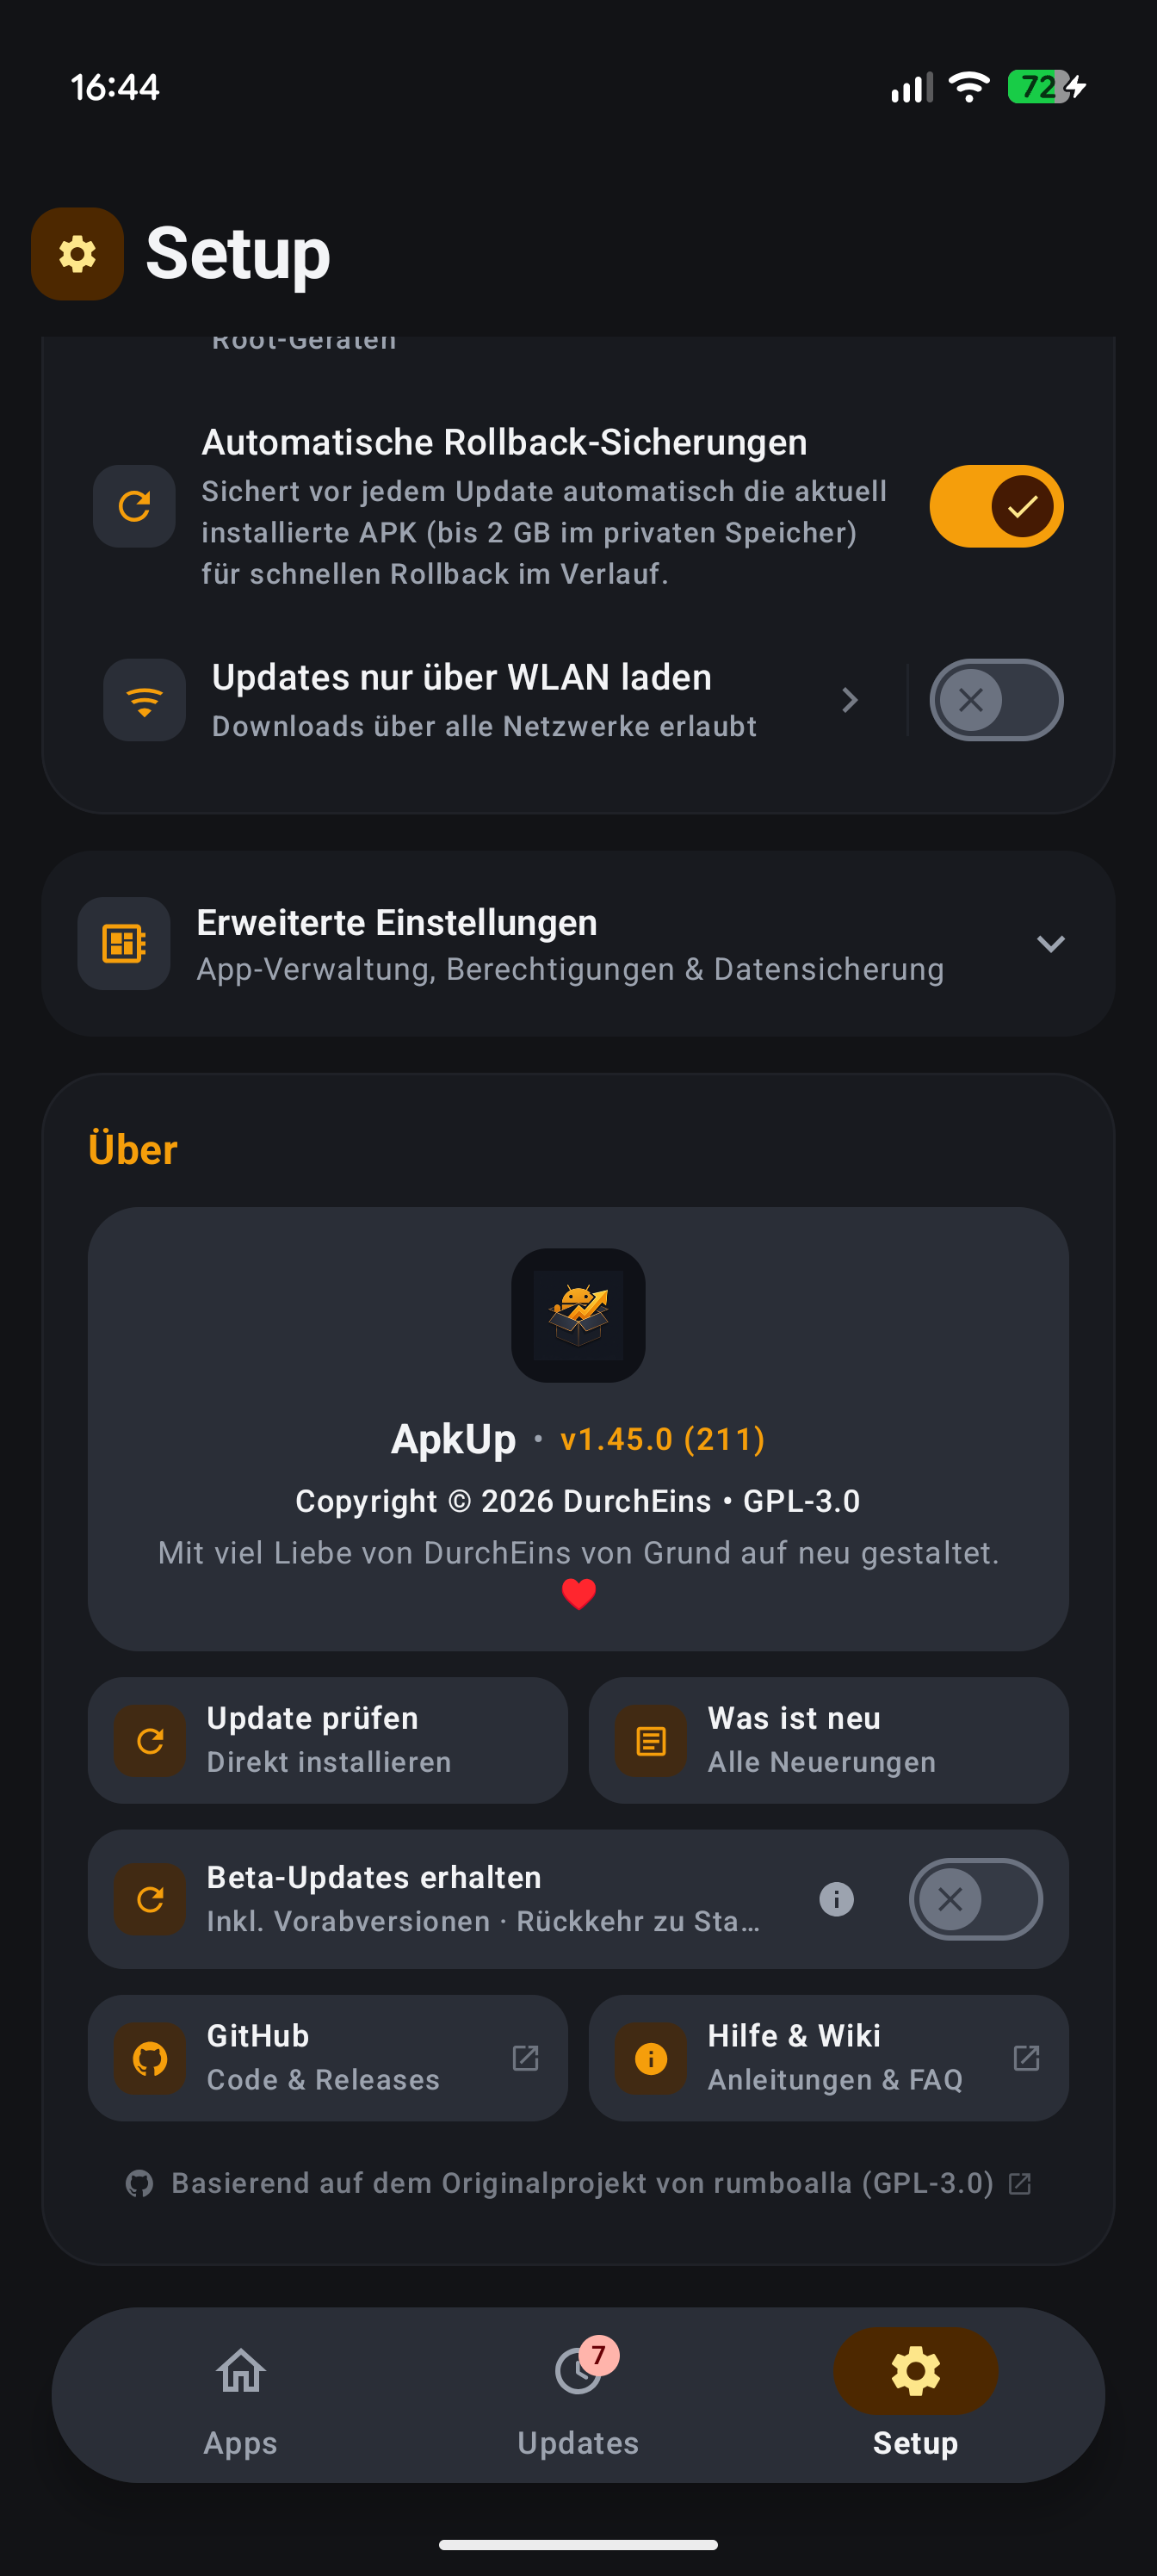 16:44
72
Setup
Root-Geräten
Automatische Rollback-Sicherungen
Sichert vor jedem Update automatisch die aktuell
installierte APK (bis 2 GB im privaten Speicher)
für schnellen Rollback im Verlauf.
Updates nur über WLAN laden
Downloads über alle Netzwerke erlaubt
Erweiterte Einstellungen
App-Verwaltung, Berechtigungen & Datensicherung
Über
ApkUp • v1.45.0 (211)
Copyright © 2026 DurchEins • GPL-3.0
Mit viel Liebe von DurchEins von Grund auf neu gestaltet.
❤️
Update prüfen
Direkt installieren
Was ist neu
Alle Neuerungen
Beta-Updates erhalten
Inkl. Vorabversionen · Rückkehr zu Sta…
GitHub
Code & Releases
Hilfe & Wiki
Anleitungen & FAQ
Basierend auf dem Originalprojekt von rumboalla (GPL-3.0)
Apps
7
Updates
Setup